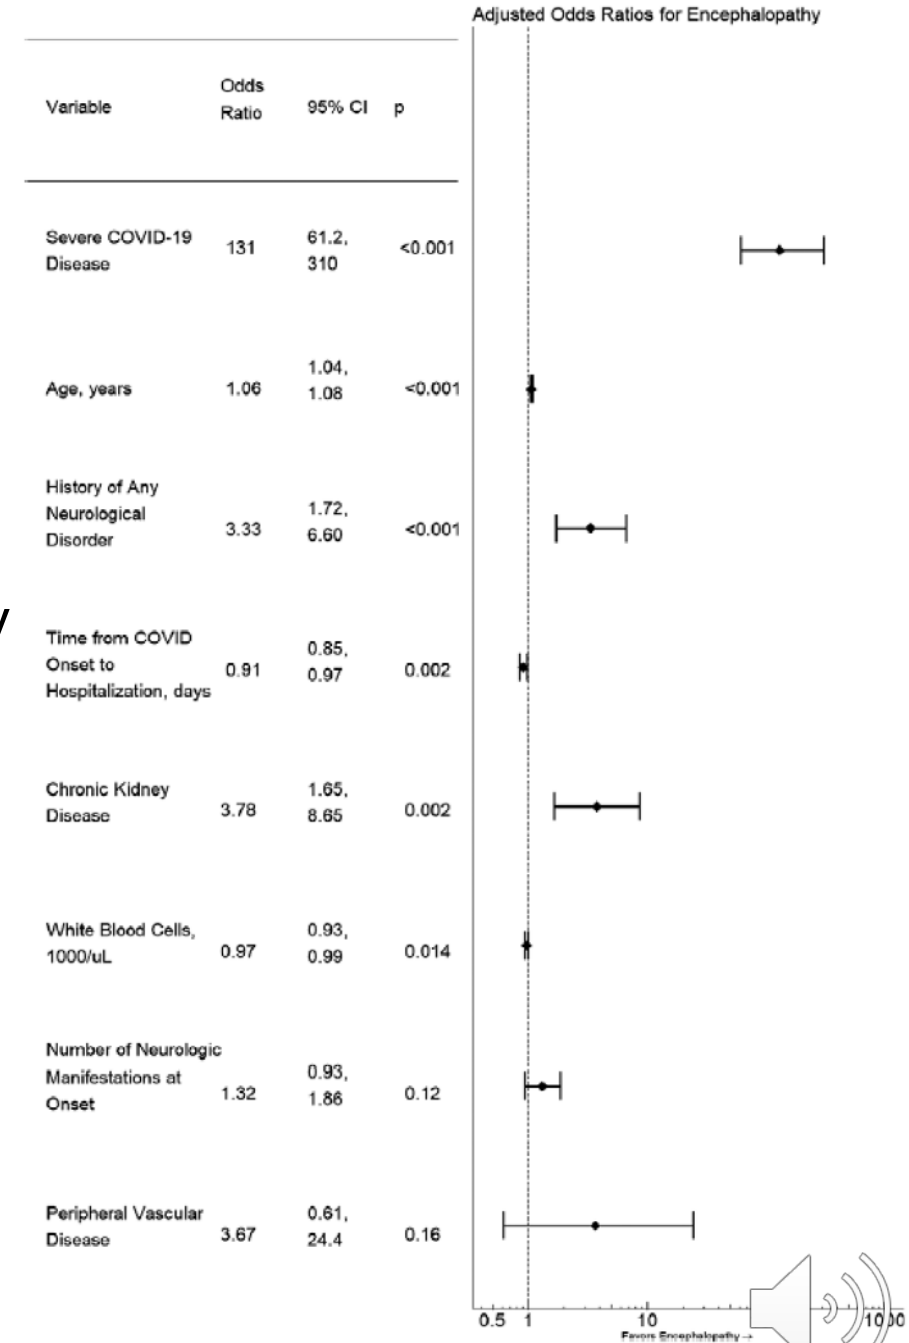 Adjusted Odds Ratios for Encephalopathy
Variable Odds Ratio 95% CI p
Severe COVID-19 Disease 131 61.2, 310 <0.001
Age, years 1.06 1.04, 1.08 <0.001
History of Any Neurological Disorder 3.33 1.72, 6.60 <0.001
y
Time from COVID Onset to Hospitalization, days 0.91 0.85, 0.97 0.002
Chronic Kidney Disease 3.78 1.65, 8.65 0.002
White Blood Cells, 1000/uL 0.97 0.93, 0.99 0.014
Number of Neurologic Manifestations at Onset 1.32 0.93, 1.86 0.12
Peripheral Vascular Disease 3.67 0.61, 24.4 0.16
0.5 1 10 1000
Favors Encephalopathy→